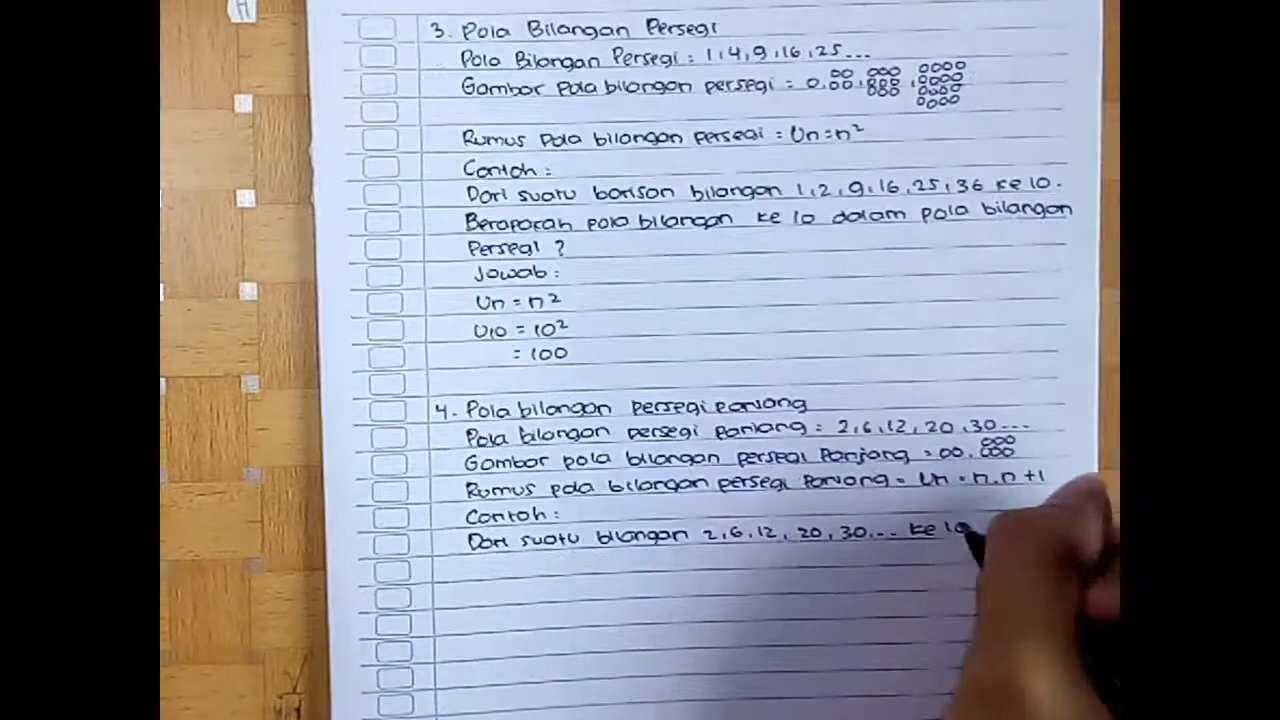 3. Pola Bilangan Persegi
Pola Bilangan Persegi = 1, 4, 9, 16, 25...
Gambar pola bilangan persegi =
Rumus pola bilangan persegi = Un = n²
Contoh :
Dari suatu barisan bilangan 1, 2, 9, 16, 25, 36 ke 10.
Berapakah pola bilangan ke 10 dalam pola bilangan
Persegi ?
Jawab :
Un = n²
U10 = 10²
= 100
4. Pola bilangan persegi panjang
Pola bilangan persegi panjang = 2, 6, 12, 20, 30...
Gambar pola bilangan persegi Panjang =
Rumus pola bilangan persegi Panjang = Un = n.n+1
Contoh :
Dari suatu bilangan 2, 6, 12, 20, 30... ke 10